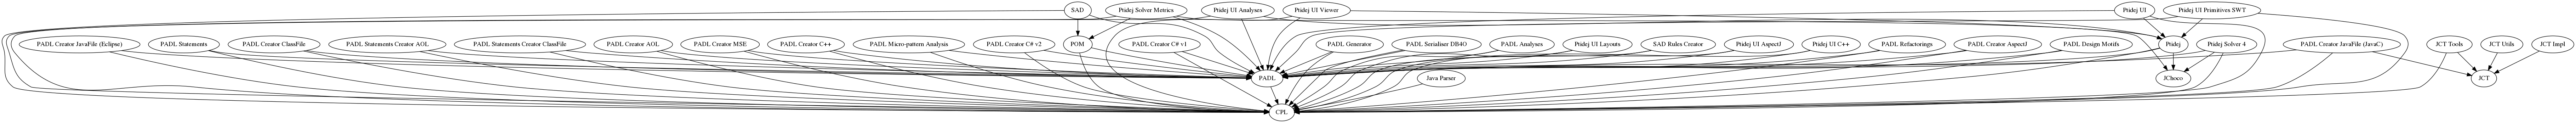 SAD
Ptidej Solver Metrics
Ptidej UI Analyses
Ptidej UI Viewer
Ptidej UI
Ptidej UI Primitives SWT
PADL Creator JavaFile (Eclipse)
PADL Statements
PADL Creator ClassFile
PADL Statements Creator AOL
PADL Statements Creator ClassFile
PADL Creator AOL
PADL Creator MSE
PADL Creator C++
PADL Micro-pattern Analysis
PADL Creator C# v2
POM
PADL Creator C# v1
PADL Generator
PADL Serialiser DB4O
PADL Analyses
Ptidej UI Layouts
SAD Rules Creator
Ptidej UI AspectJ
Ptidej UI C++
PADL Refactorings
PADL Creator AspectJ
PADL Design Motifs
Ptidej
Ptidej Solver 4
PADL Creator JavaFile (JavaC)
JCT Tools
JCT Utils
JCT Impl
PADL
Java Parser
JChoco
JCT
CPL